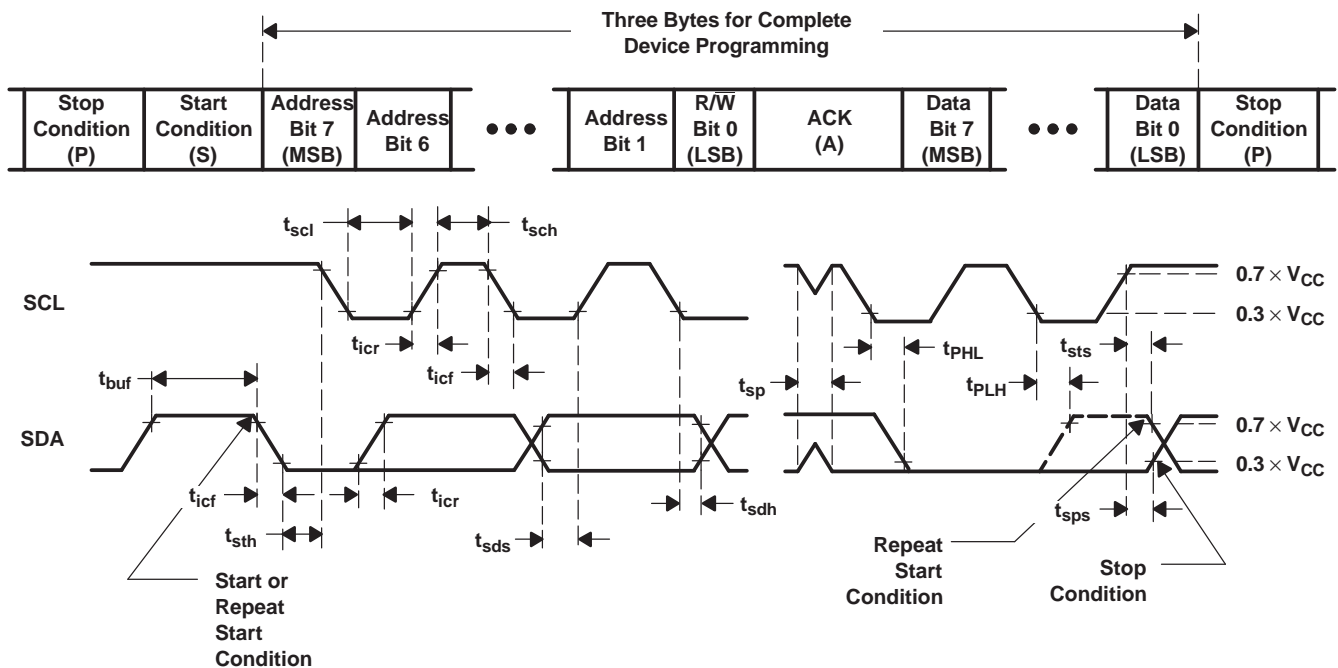 Three Bytes for Complete
Device Programming
Stop
Condition
(P)
Start
Condition
(S)
Address
Bit 7
(MSB)
Address
Bit 6
•••
Address
Bit 1
R/W̅
Bit 0
(LSB)
ACK
(A)
Data
Bit 7
(MSB)
•••
Data
Bit 0
(LSB)
Stop
Condition
(P)
tscl
tsch
SCL
0.7 × VCC
0.3 × VCC
ticr
ticf
tbuf
tsp
tPHL
tPLH
tsts
SDA
0.7 × VCC
0.3 × VCC
ticf
ticr
tsth
tsds
tsdh
tsps
Start or
Repeat
Start
Condition
Repeat
Start
Condition
Stop
Condition